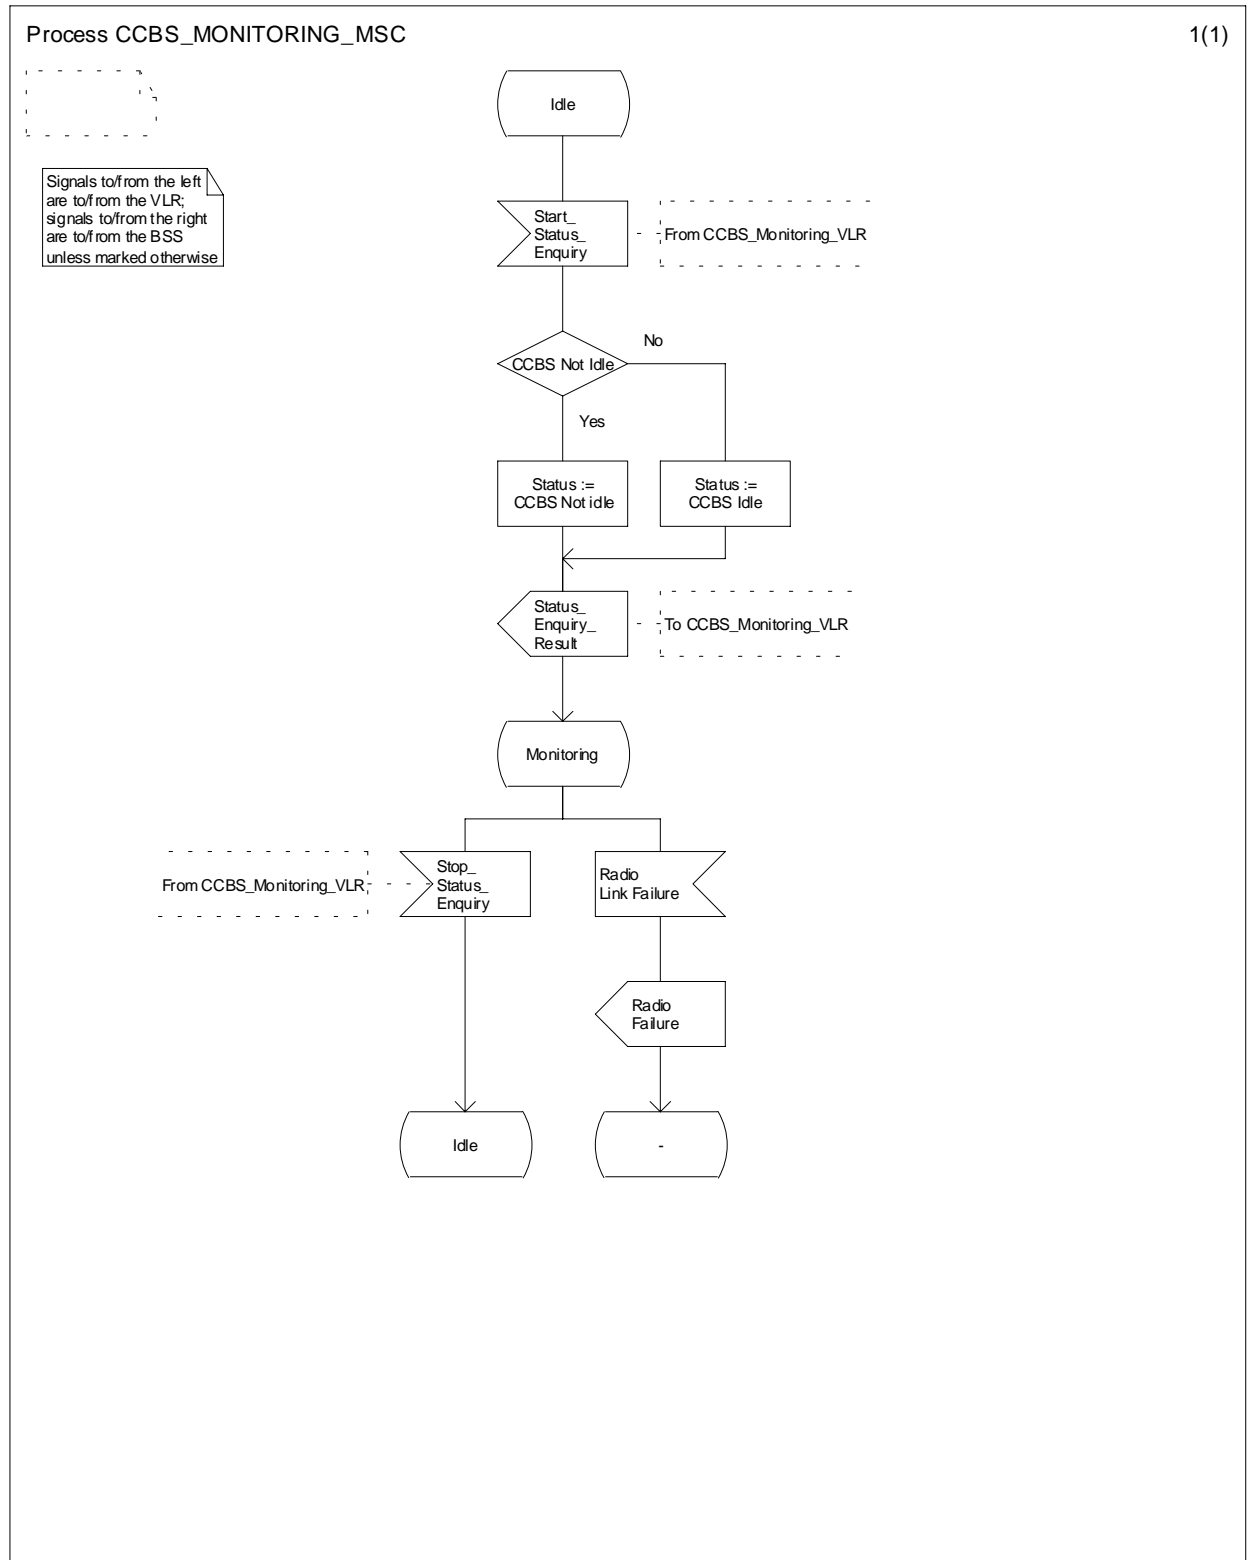 Process CCBS_MONITORING_MSC
1(1)
Idle
Signals to/from the left
are to/from the VLR;
signals to/from the right
are to/from the BSS
unless marked otherwise
Start_
Status_
Enquiry
From CCBS_Monitoring_VLR
CCBS Not Idle
No
Yes
Status :=
CCBS Not idle
Status :=
CCBS Idle
Status_
Enquiry_
Result
To CCBS_Monitoring_VLR
Monitoring
From CCBS_Monitoring_VLR
Stop_
Status_
Enquiry
Radio
Link Failure
Radio
Failure
Idle
-